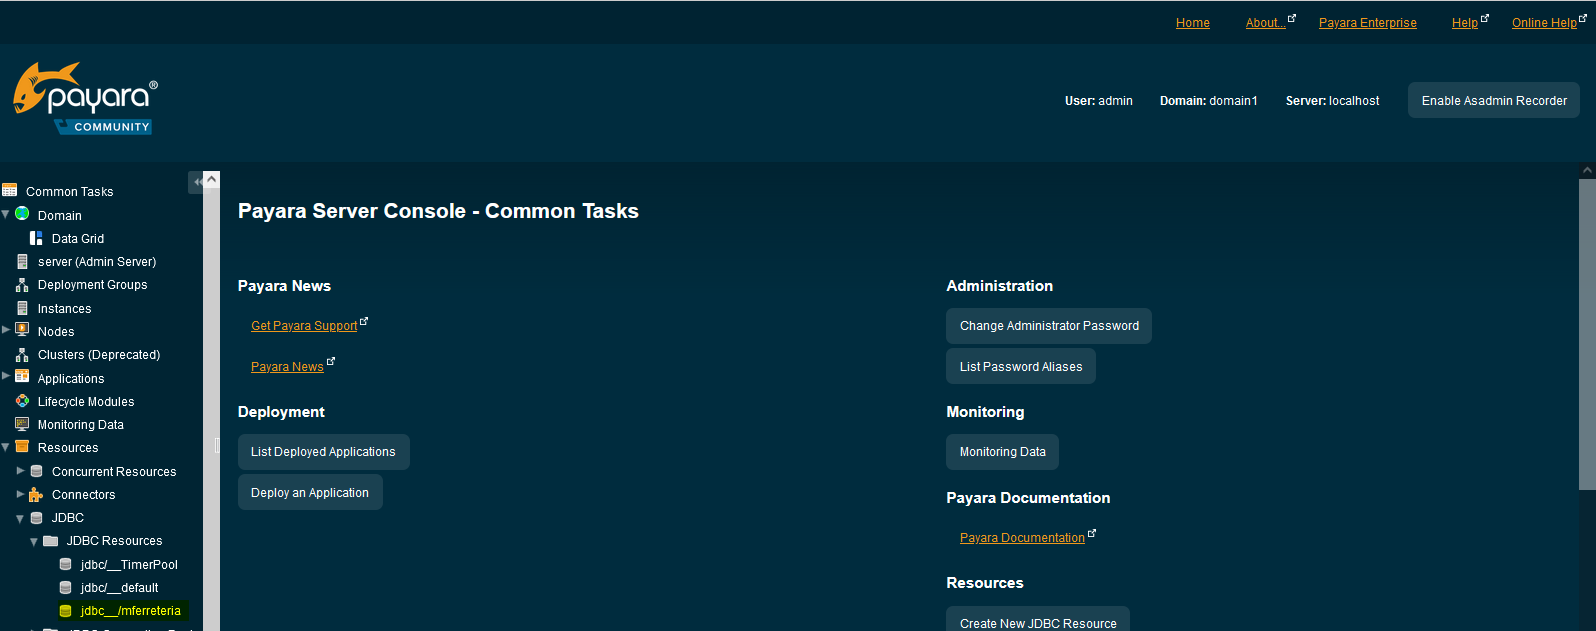 Home About... Payara Enterprise Help Online Help
payara®
COMMUNITY
User: admin Domain: domain1 Server: localhost Enable Asadmin Recorder
Common Tasks
Domain
Data Grid
server (Admin Server)
Deployment Groups
Instances
Nodes
Clusters (Deprecated)
Applications
Lifecycle Modules
Monitoring Data
Resources
Concurrent Resources
Connectors
JDBC
JDBC Resources
jdbc/__TimerPool
jdbc/__default
jdbc__/mferreteria
Payara Server Console - Common Tasks
Payara News
Get Payara Support
Payara News
Deployment
List Deployed Applications
Deploy an Application
Administration
Change Administrator Password
List Password Aliases
Monitoring
Monitoring Data
Payara Documentation
Payara Documentation
Resources
Create New JDBC Resource